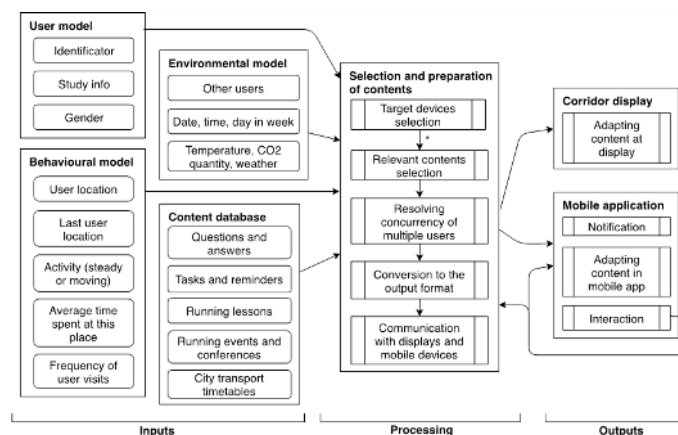 User model
Identificator
Study info
Gender
Behavioural model
User location
Last user
location
Activity (steady
or moving)
Average time
spent at this
place
Frequency of
user visits
Environmental model
Other users
Date, time, day in week
Temperature, CO2
quantity, weather
Content database
Questions and
answers
Tasks and reminders
Running lessons
Running events and
conferences
City transport
timetables
Selection and preparation
of contents
Target devices
selection
*
Relevant contents
selection
Resolving
concurrency of
multiple users
Conversion to the
output format
Communication
with displays and
mobile devices
Corridor display
Adapting
content at
display
Mobile application
Notification
Adapting
content in
mobile app
Interaction
Inputs
Processing
Outputs